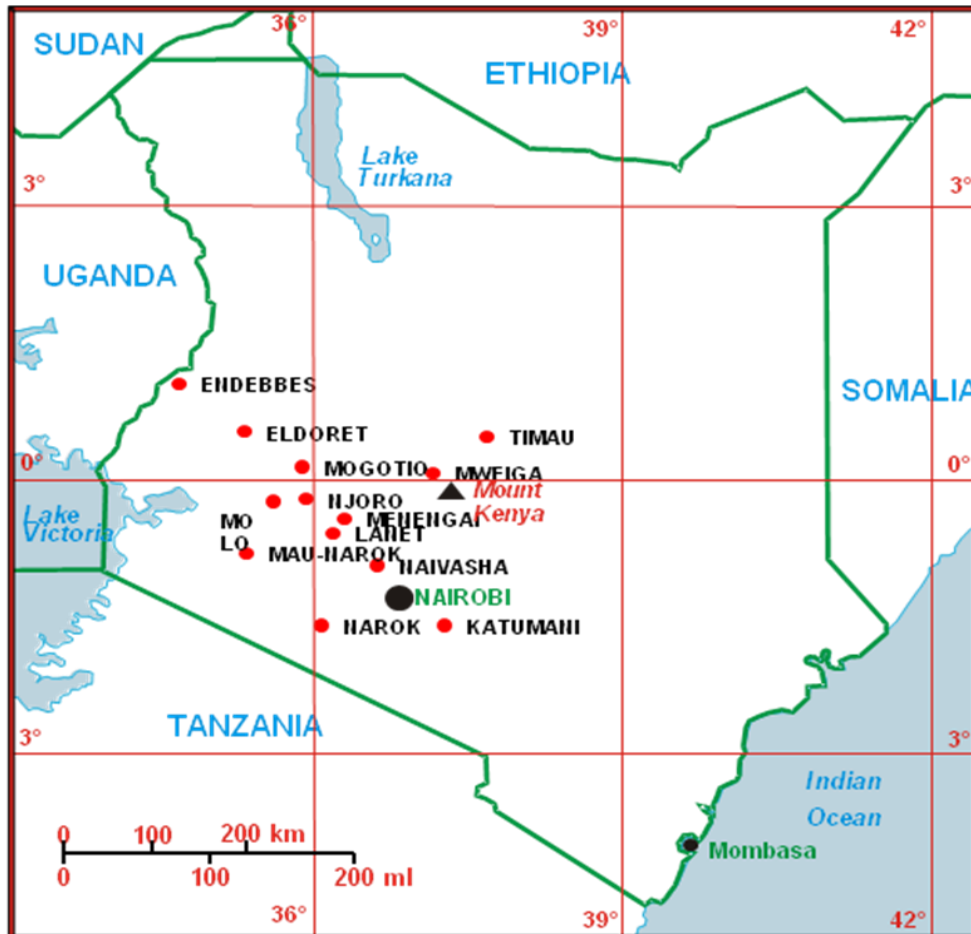 36°
39°
42°
SUDAN
ETHIOPIA
Lake
Turkana
3°
3°
UGANDA
ENDEBBES
SOMALIA
ELDORET
TIMAU
0°
MOGOTIO
MWEIGA
0°
Mount
Kenya
NJORO
Lake
Victoria
MO
LO
MENENGAI
LANET
MAU-NAROK
NAIVASHA
NAIROBI
NAROK
KATUMANI
TANZANIA
3°
3°
Indian
Ocean
0 100 200 km
0 100 200 ml
Mombasa
36°
39°
42°